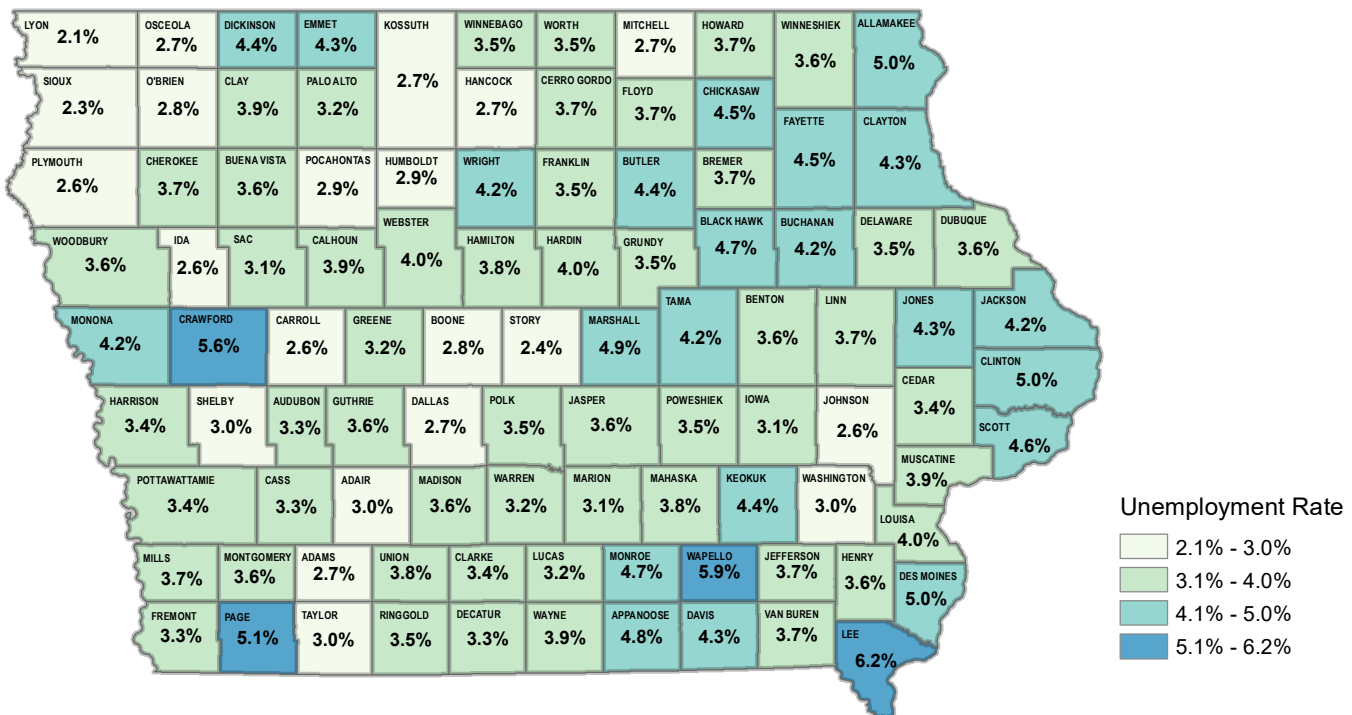 LYON
2.1%
OSCEOLA
2.7%
DICKINSON
4.4%
EMMET
4.3%
KOSSUTH
2.7%
WINNEBAGO
3.5%
WORTH
3.5%
MITCHELL
2.7%
HOWARD
3.7%
WINNESHIEK
3.6%
ALLAMAKEE
5.0%
SIOUX
2.3%
O'BRIEN
2.8%
CLAY
3.9%
PALO ALTO
3.2%
HANCOCK
2.7%
CERRO GORDO
3.7%
FLOYD
3.7%
CHICKASAW
4.5%
FAYETTE
4.5%
CLAYTON
4.3%
PLYMOUTH
2.6%
CHEROKEE
3.7%
BUENA VISTA
3.6%
POCAHONTAS
2.9%
HUMBOLDT
2.9%
WRIGHT
4.2%
FRANKLIN
3.5%
BUTLER
4.4%
BREMER
3.7%
WOODBURY
3.6%
IDA
2.6%
SAC
3.1%
CALHOUN
3.9%
WEBSTER
4.0%
HAMILTON
3.8%
HARDIN
4.0%
GRUNDY
3.5%
BLACK HAWK
4.7%
BUCHANAN
4.2%
DELAWARE
3.5%
DUBUQUE
3.6%
MONONA
4.2%
CRAWFORD
5.6%
CARROLL
2.6%
GREENE
3.2%
BOONE
2.8%
STORY
2.4%
MARSHALL
4.9%
TAMA
4.2%
BENTON
3.6%
LINN
3.7%
JONES
4.3%
JACKSON
4.2%
CLINTON
5.0%
HARRISON
3.4%
SHELBY
3.0%
AUDUBON
3.3%
GUTHRIE
3.6%
DALLAS
2.7%
POLK
3.5%
JASPER
3.6%
POWESHIEK
3.5%
IOWA
3.1%
JOHNSON
2.6%
CEDAR
3.4%
SCOTT
4.6%
MUSCATINE
3.9%
POTTAWATTAMIE
3.4%
CASS
3.3%
ADAIR
3.0%
MADISON
3.6%
WARREN
3.2%
MARION
3.1%
MAHASKA
3.8%
KEOKUK
4.4%
WASHINGTON
3.0%
LOUISA
4.0%
MILLS
3.7%
MONTGOMERY
3.6%
ADAMS
2.7%
UNION
3.8%
CLARKE
3.4%
LUCAS
3.2%
MONROE
4.7%
WAPELLO
5.9%
JEFFERSON
3.7%
HENRY
3.6%
DES MOINES
5.0%
FREMONT
3.3%
PAGE
5.1%
TAYLOR
3.0%
RINGGOLD
3.5%
DECATUR
3.3%
WAYNE
3.9%
APPANOOSE
4.8%
DAVIS
4.3%
VAN BUREN
3.7%
LEE
6.2%
Unemployment Rate
2.1% - 3.0%
3.1% - 4.0%
4.1% - 5.0%
5.1% - 6.2%